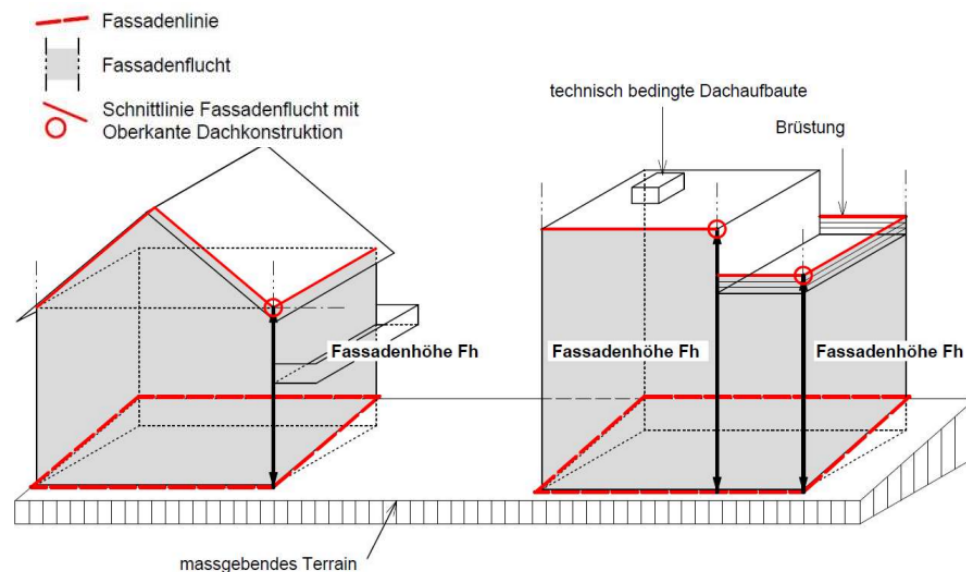 Fassadenlinie
Fassadenflucht
Schnittlinie Fassadenflucht mit
Oberkante Dachkonstruktion
technisch bedingte Dachaufbaute
Brüstung
Fassadenhöhe Fh
Fassadenhöhe Fh
Fassadenhöhe Fh
massgebendes Terrain